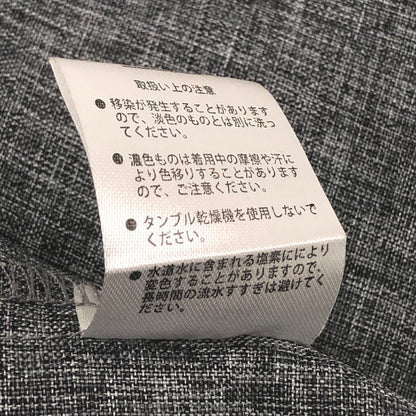 取扱い上の注意
● 移染が発生することがあります
ので、淡色のものとは別に洗っ
てください。
● 濃色ものは着用中の摩擦や汗に
より色移りすることがあります
ので、ご注意ください。
● タンブル乾燥機を使用しないで
ください。
● 水道水に含まれる塩素ににより
変色することがありますので、
長時間の流水すすぎは避けてく
ださい。